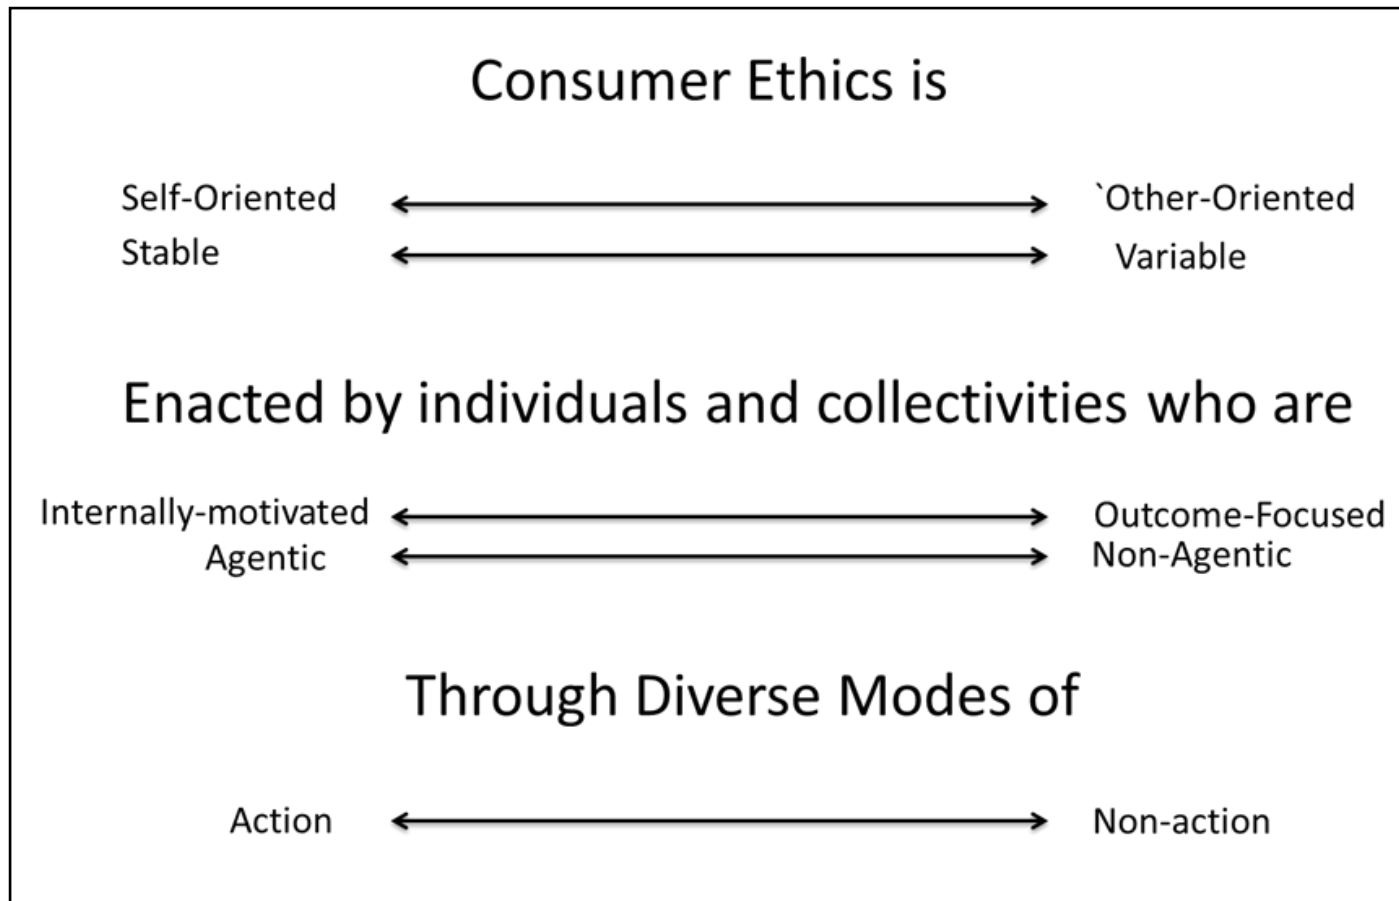 Consumer Ethics is
Self-Oriented `Other-Oriented
Stable Variable
Enacted by individuals and collectivities who are
Internally-motivated Outcome-Focused
Agentic Non-Agentic
Through Diverse Modes of
Action Non-action